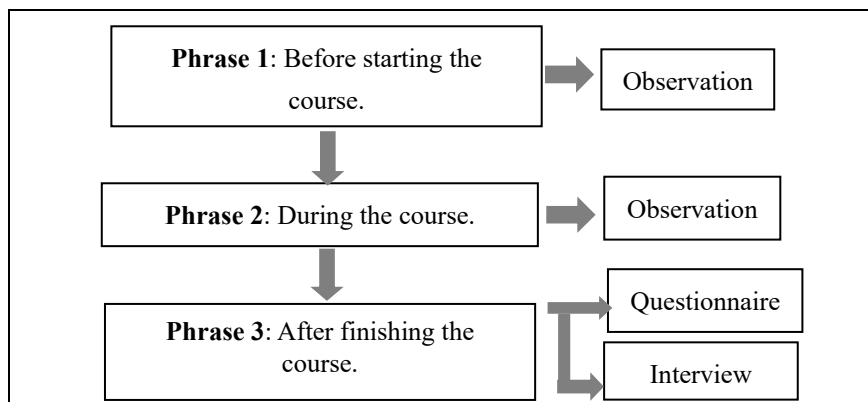 Phrase 1: Before starting the
course.
Observation
Phrase 2: During the course.
Observation
Phrase 3: After finishing the
course.
Questionnaire
Interview